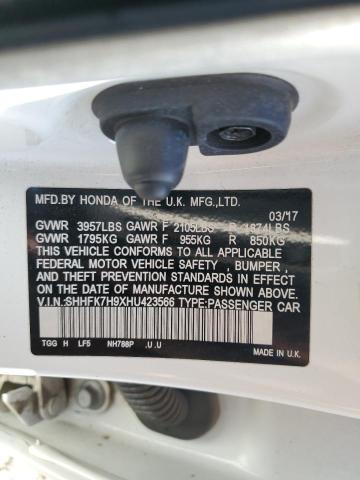 MFD.BY HONDA OF THE U.K. MFG.,LTD.
03/17
GVWR 3957LBS GAWR F 2105LBS R 1874LBS
GVWR 1795KG GAWR F 955KG R 850KG
THIS VEHICLE CONFORMS TO ALL APPLICABLE
FEDERAL MOTOR VEHICLE SAFETY , BUMPER ,
AND THEFT PREVENTION STANDARDS IN EFFECT
ON THE DATE OF MANUFACTURE SHOWN ABOVE.
V.I.N.:SHHFK7H9XHU423566 TYPE:PASSENGER CAR
TGG H LF5 NH788P .U .U
MADE IN U.K.